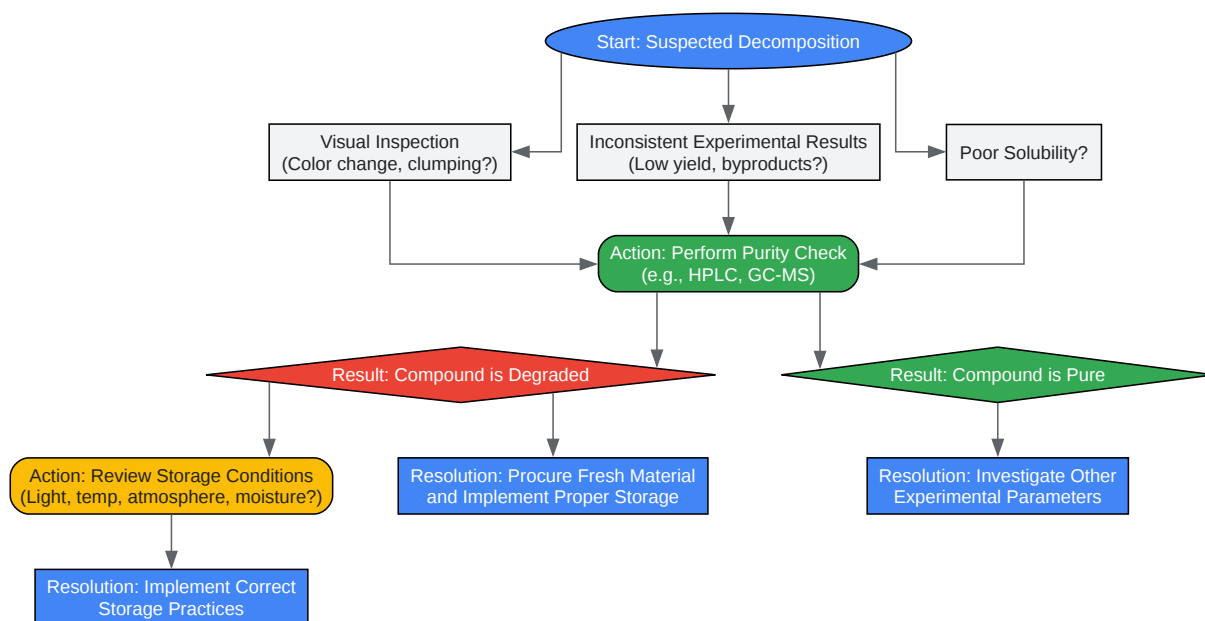 Start: Suspected Decomposition
Visual Inspection
(Color change, clumping?)
Inconsistent Experimental Results
(Low yield, byproducts?)
Poor Solubility?
Action: Perform Purity Check
(e.g., HPLC, GC-MS)
Result: Compound is Degraded
Result: Compound is Pure
Action: Review Storage Conditions
(Light, temp, atmosphere, moisture?)
Resolution: Procure Fresh Material
and Implement Proper Storage
Resolution: Investigate Other
Experimental Parameters
Resolution: Implement Correct
Storage Practices